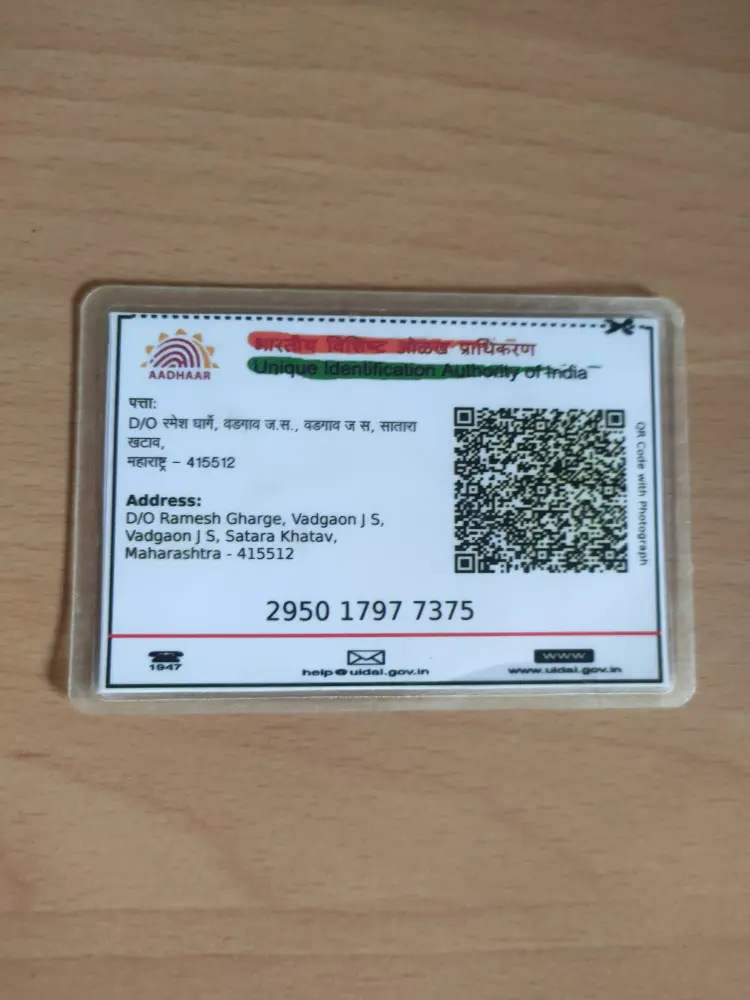 भारतीय विशिष्ट ओळख प्राधिकरण
Unique Identification Authority of India
AADHAAR
पत्ता:
D/O रमेश घार्गे, वडगाव ज.स., वडगाव ज स, सातारा
खटाव,
महाराष्ट्र – 415512
Address:
D/O Ramesh Gharge, Vadgaon J S,
Vadgaon J S, Satara Khatav,
Maharashtra - 415512
QR Code with Photograph
2950 1797 7375
1947
help@uidai.gov.in
www
www.uidai.gov.in